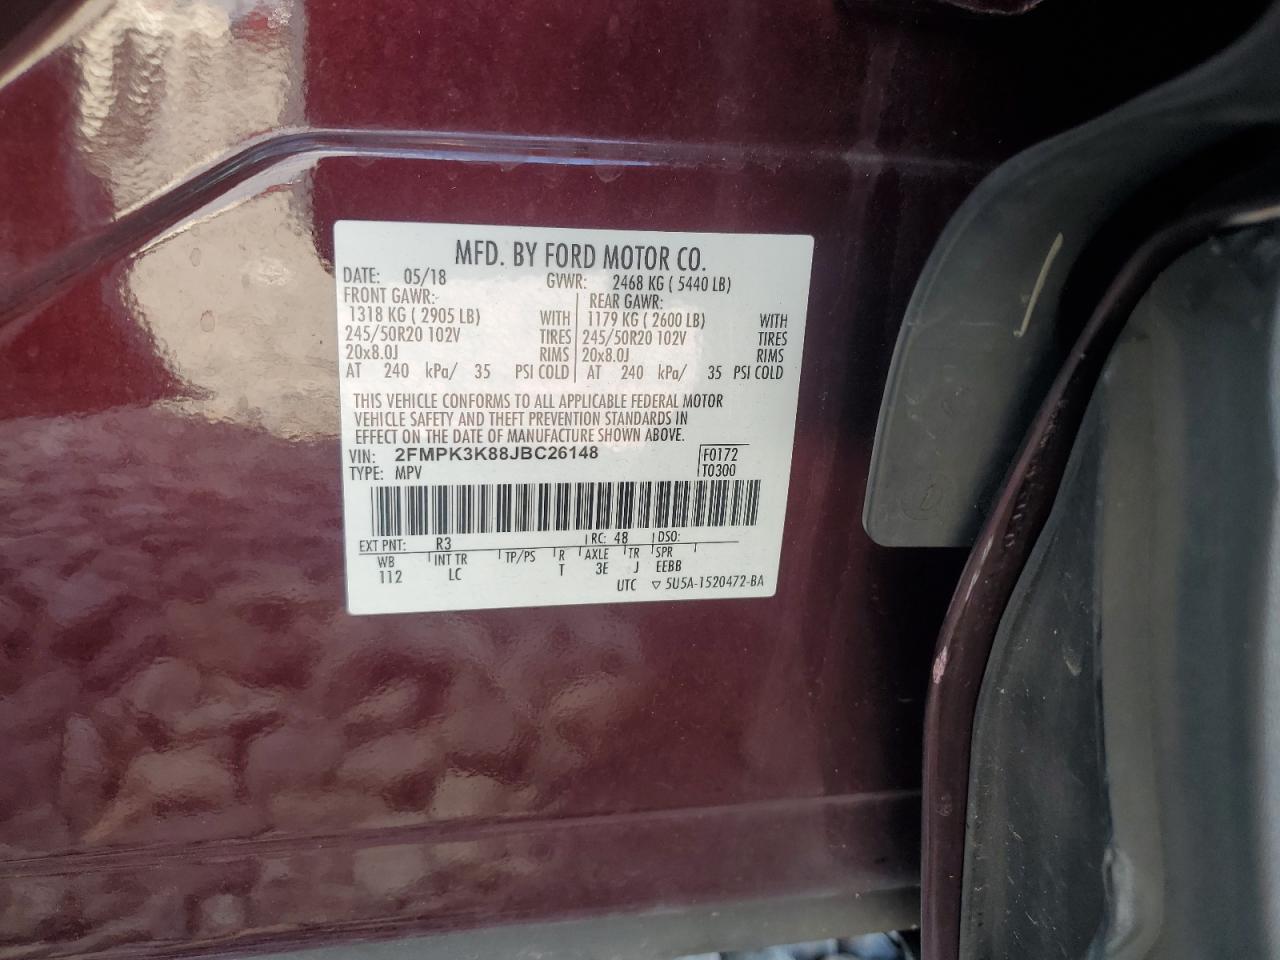 MFD. BY FORD MOTOR CO.
DATE: 05/18 GVWR: 2468 KG ( 5440 LB)
FRONT GAWR: REAR GAWR:
1318 KG ( 2905 LB) WITH 1179 KG ( 2600 LB) WITH
245/50R20 102V TIRES 245/50R20 102V TIRES
20x8.0J RIMS 20x8.0J RIMS
AT 240 kPa/ 35 PSI COLD AT 240 kPa/ 35 PSI COLD
THIS VEHICLE CONFORMS TO ALL APPLICABLE FEDERAL MOTOR
VEHICLE SAFETY AND THEFT PREVENTION STANDARDS IN
EFFECT ON THE DATE OF MANUFACTURE SHOWN ABOVE.
VIN: 2FMPK3K88JBC26148 F0172
TYPE: MPV T0300
EXT PNT: R3 RC: 48 DSO:
WB INT TR TP/PS R AXLE TR SPR
112 LC T 3E J EEBB
UTC ▽ 5U5A-1520472-BA